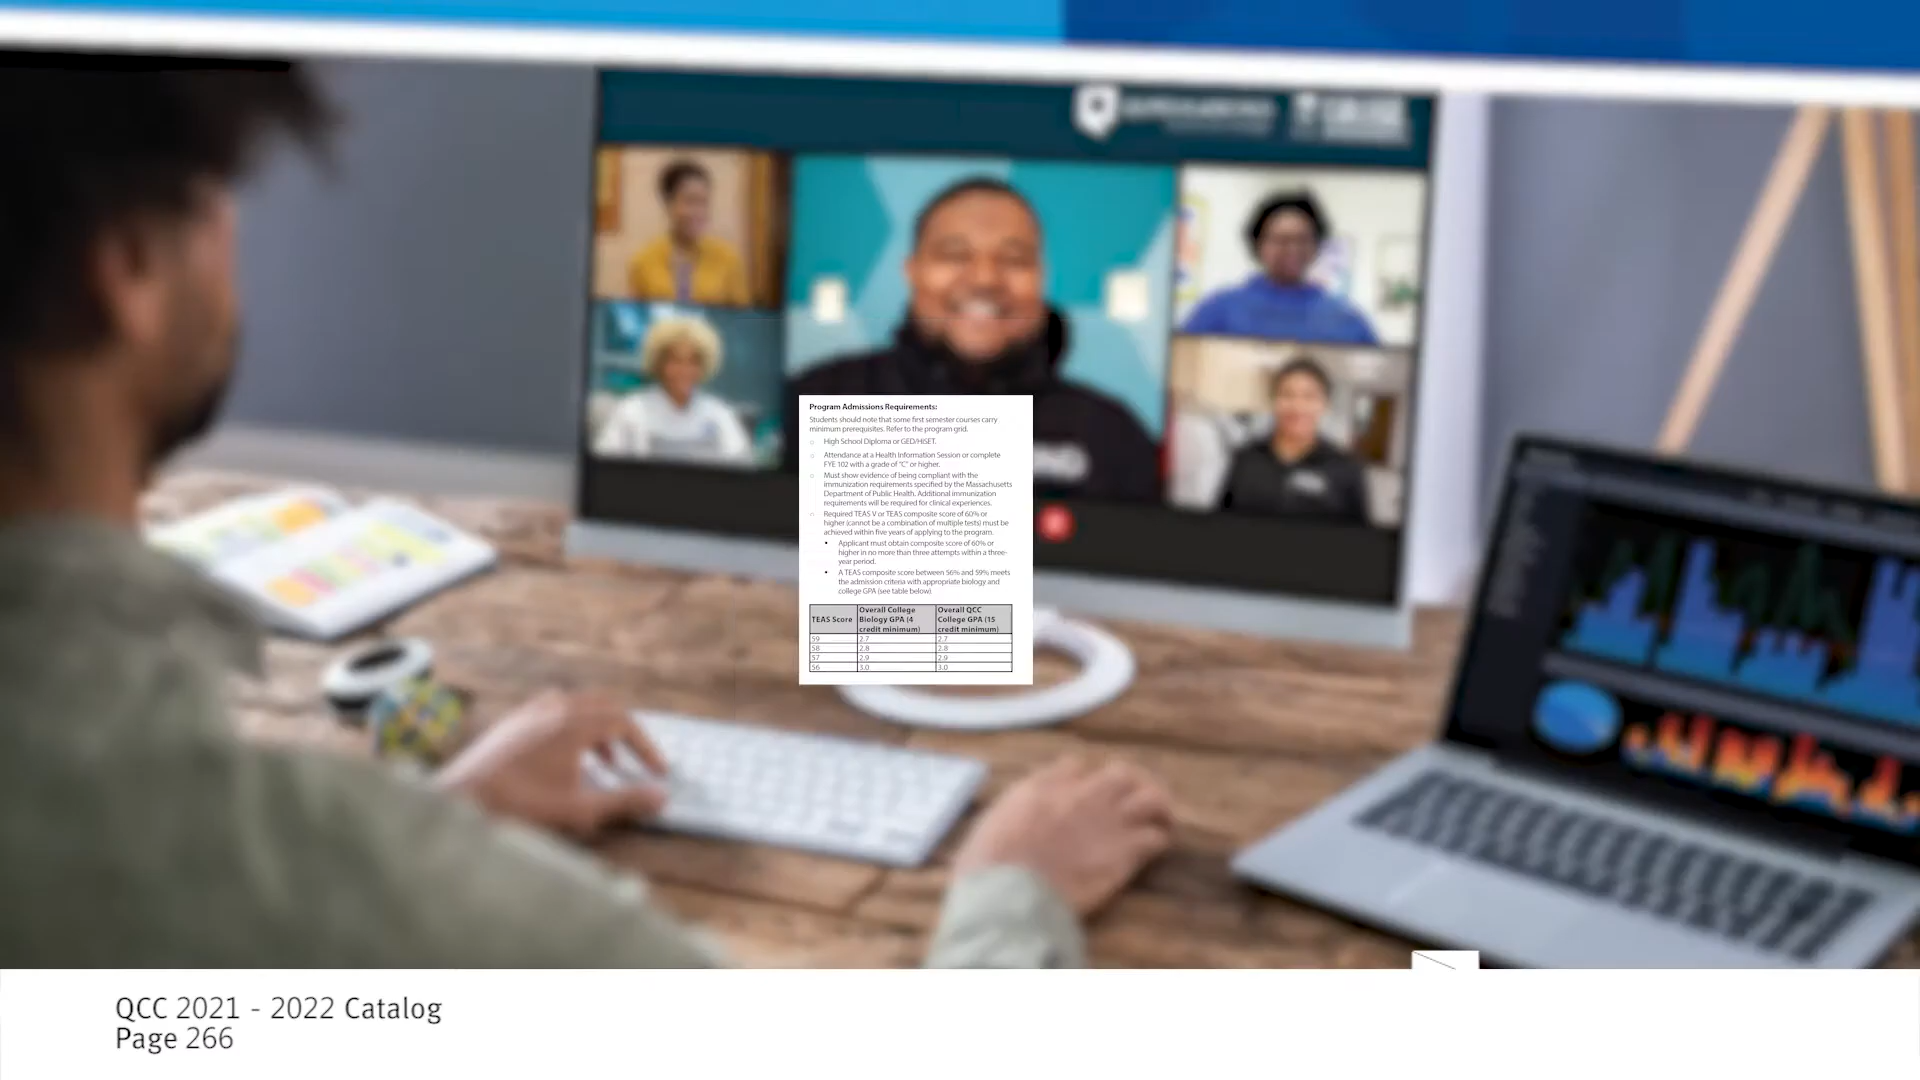 Program Admissions Requirements:
Students should note that some first semester courses carry
minimum prerequisites. Refer to the program grid.
High School Diploma or GED/HiSET.
Attendance at a Health Information Session or complete
FYE 102 with a grade of "C" or higher.
Must show evidence of being compliant with the
immunization requirements specified by the Massachusetts
Department of Public Health. Additional immunization
requirements will be required for clinical experiences.
Required TEAS V or TEAS composite score of 60% or
higher (cannot be a combination of multiple tests) must be
achieved within five years of applying to the program.
• Applicant must obtain composite score of 60% or
higher in no more than three attempts within a three-
year period.
• A TEAS composite score between 56% and 59% meets
the admission criteria with appropriate biology and
college GPA (see table below).
TEAS Score Overall College Biology GPA (4 credit minimum) Overall QCC College GPA (15 credit minimum)
59 2.7 2.7
58 2.8 2.8
57 2.9 2.9
56 3.0 3.0
QCC 2021 - 2022 Catalog
Page 266